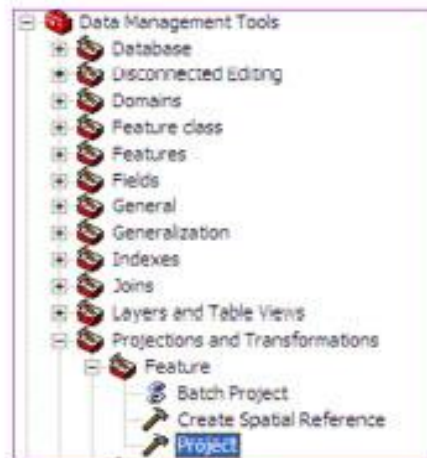 Data Management Tools
Database
Disconnected Editing
Domains
Feature class
Features
Fields
General
Generalization
Indexes
Joins
Layers and Table Views
Projections and Transformations
Feature
Batch Project
Create Spatial Reference
Project